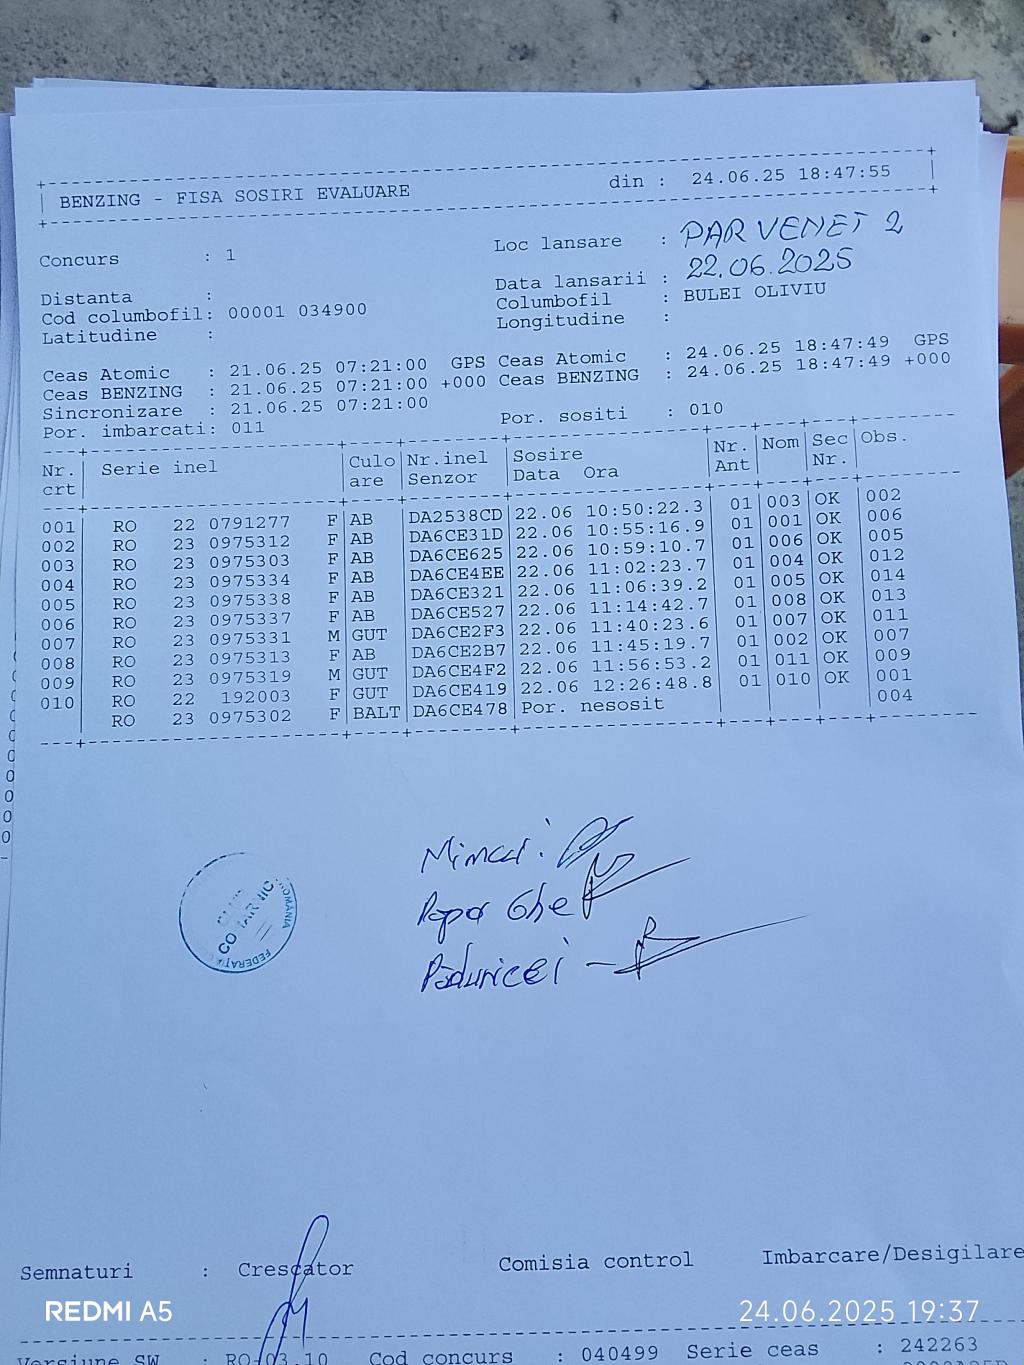 BENZING - FISA SOSIRI EVALUARE din : 24.06.25 18:47:55
Concurs : 1 Loc lansare : PAR VENET 2
Distanta : Data lansarii : 22.06.2025
Cod columbofil: 00001 034900 Columbofil : BULEI OLIVIU
Latitudine : Longitudine :
Ceas Atomic : 21.06.25 07:21:00 GPS Ceas Atomic : 24.06.25 18:47:49 GPS
Ceas BENZING : 21.06.25 07:21:00 +000 Ceas BENZING : 24.06.25 18:47:49 +000
Sincronizare : 21.06.25 07:21:00
Por. imbarcati: 011 Por. sositi : 010
Nr. crt Serie inel Culo are Nr.inel Senzor Sosire Data Ora Nr. Ant Nom Sec Nr. Obs.
001 RO 22 0791277 F AB DA2538CD 22.06 10:50:22.3 01 003 OK 002
002 RO 23 0975312 F AB DA6CE31D 22.06 10:55:16.9 01 001 OK 006
003 RO 23 0975303 F AB DA6CE625 22.06 10:59:10.7 01 006 OK 005
004 RO 23 0975334 F AB DA6CE4EE 22.06 11:02:23.7 01 004 OK 012
005 RO 23 0975338 F AB DA6CE321 22.06 11:06:39.2 01 005 OK 014
006 RO 23 0975337 F AB DA6CE527 22.06 11:14:42.7 01 008 OK 013
007 RO 23 0975331 M GUT DA6CE2F3 22.06 11:40:23.6 01 007 OK 011
008 RO 23 0975313 F AB DA6CE2B7 22.06 11:45:19.7 01 002 OK 007
009 RO 23 0975319 M GUT DA6CE4F2 22.06 11:56:53.2 01 011 OK 009
010 RO 22 192003 F GUT DA6CE419 22.06 12:26:48.8 01 010 OK 001
RO 23 0975302 F BALT DA6CE478 Por. nesosit 004
Popa Ghe
Păduricei -
ROMÂNIA
Semnaturi : Crescator Comisia control Imbarcare/Desigilare
REDMI A5 24.06.2025 19:37
Versiune SW : RO-03.10 Cod concurs : 040499 Serie ceas : 242263